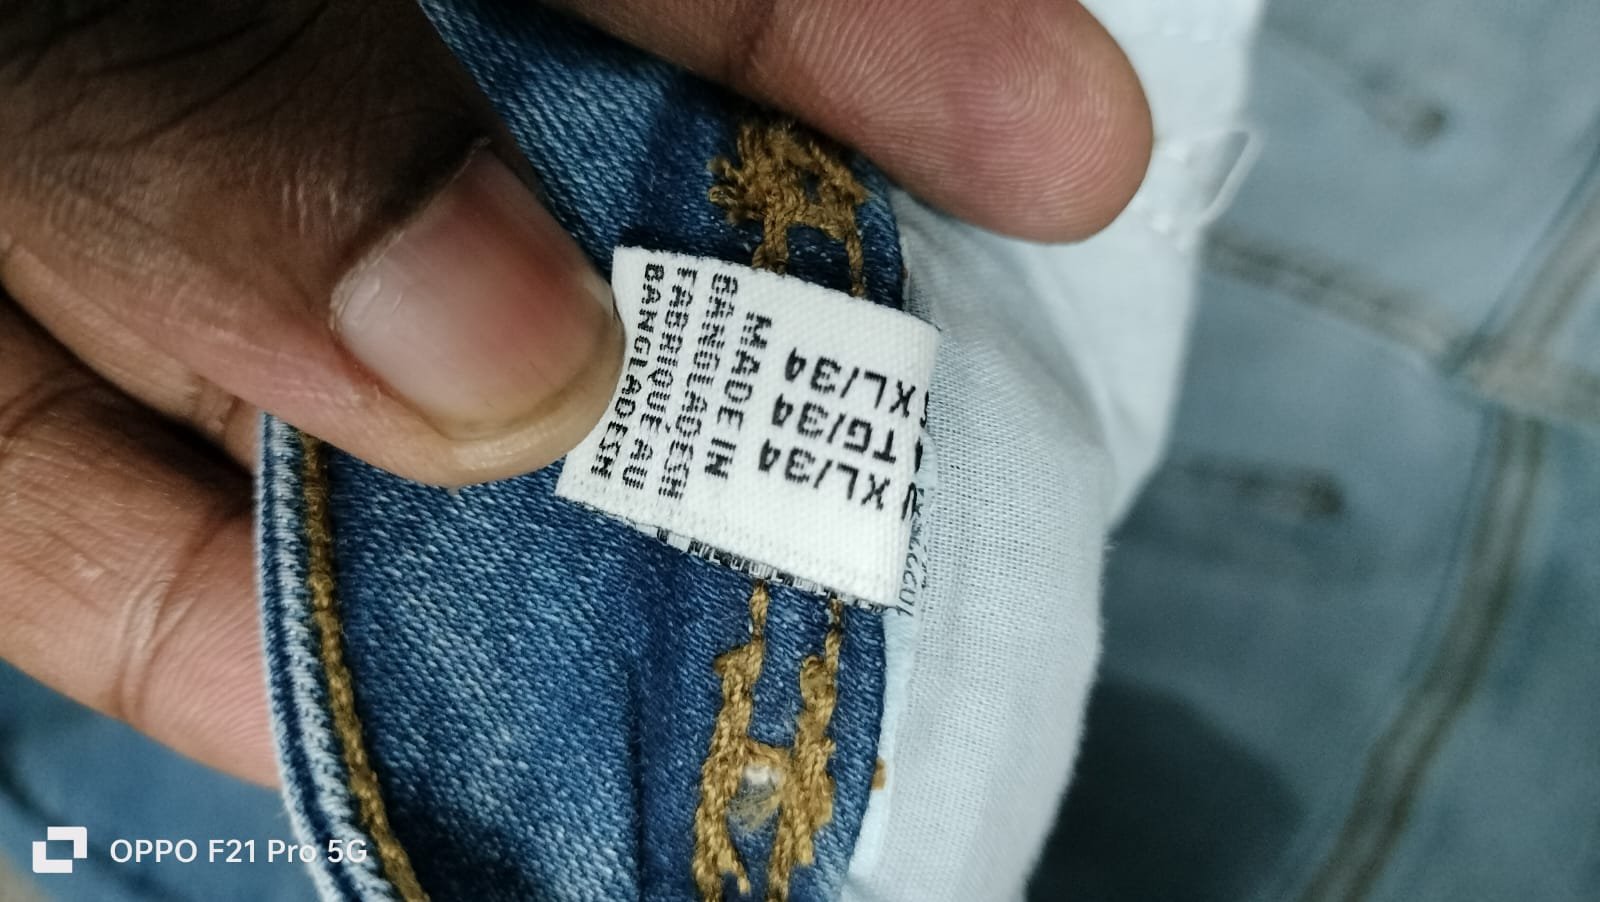 XL/34
TG/34
XL/34
MADE IN
BANGLADESH
FABRIQUÉ AU
BANGLADESH
OPPO F21 Pro 5G